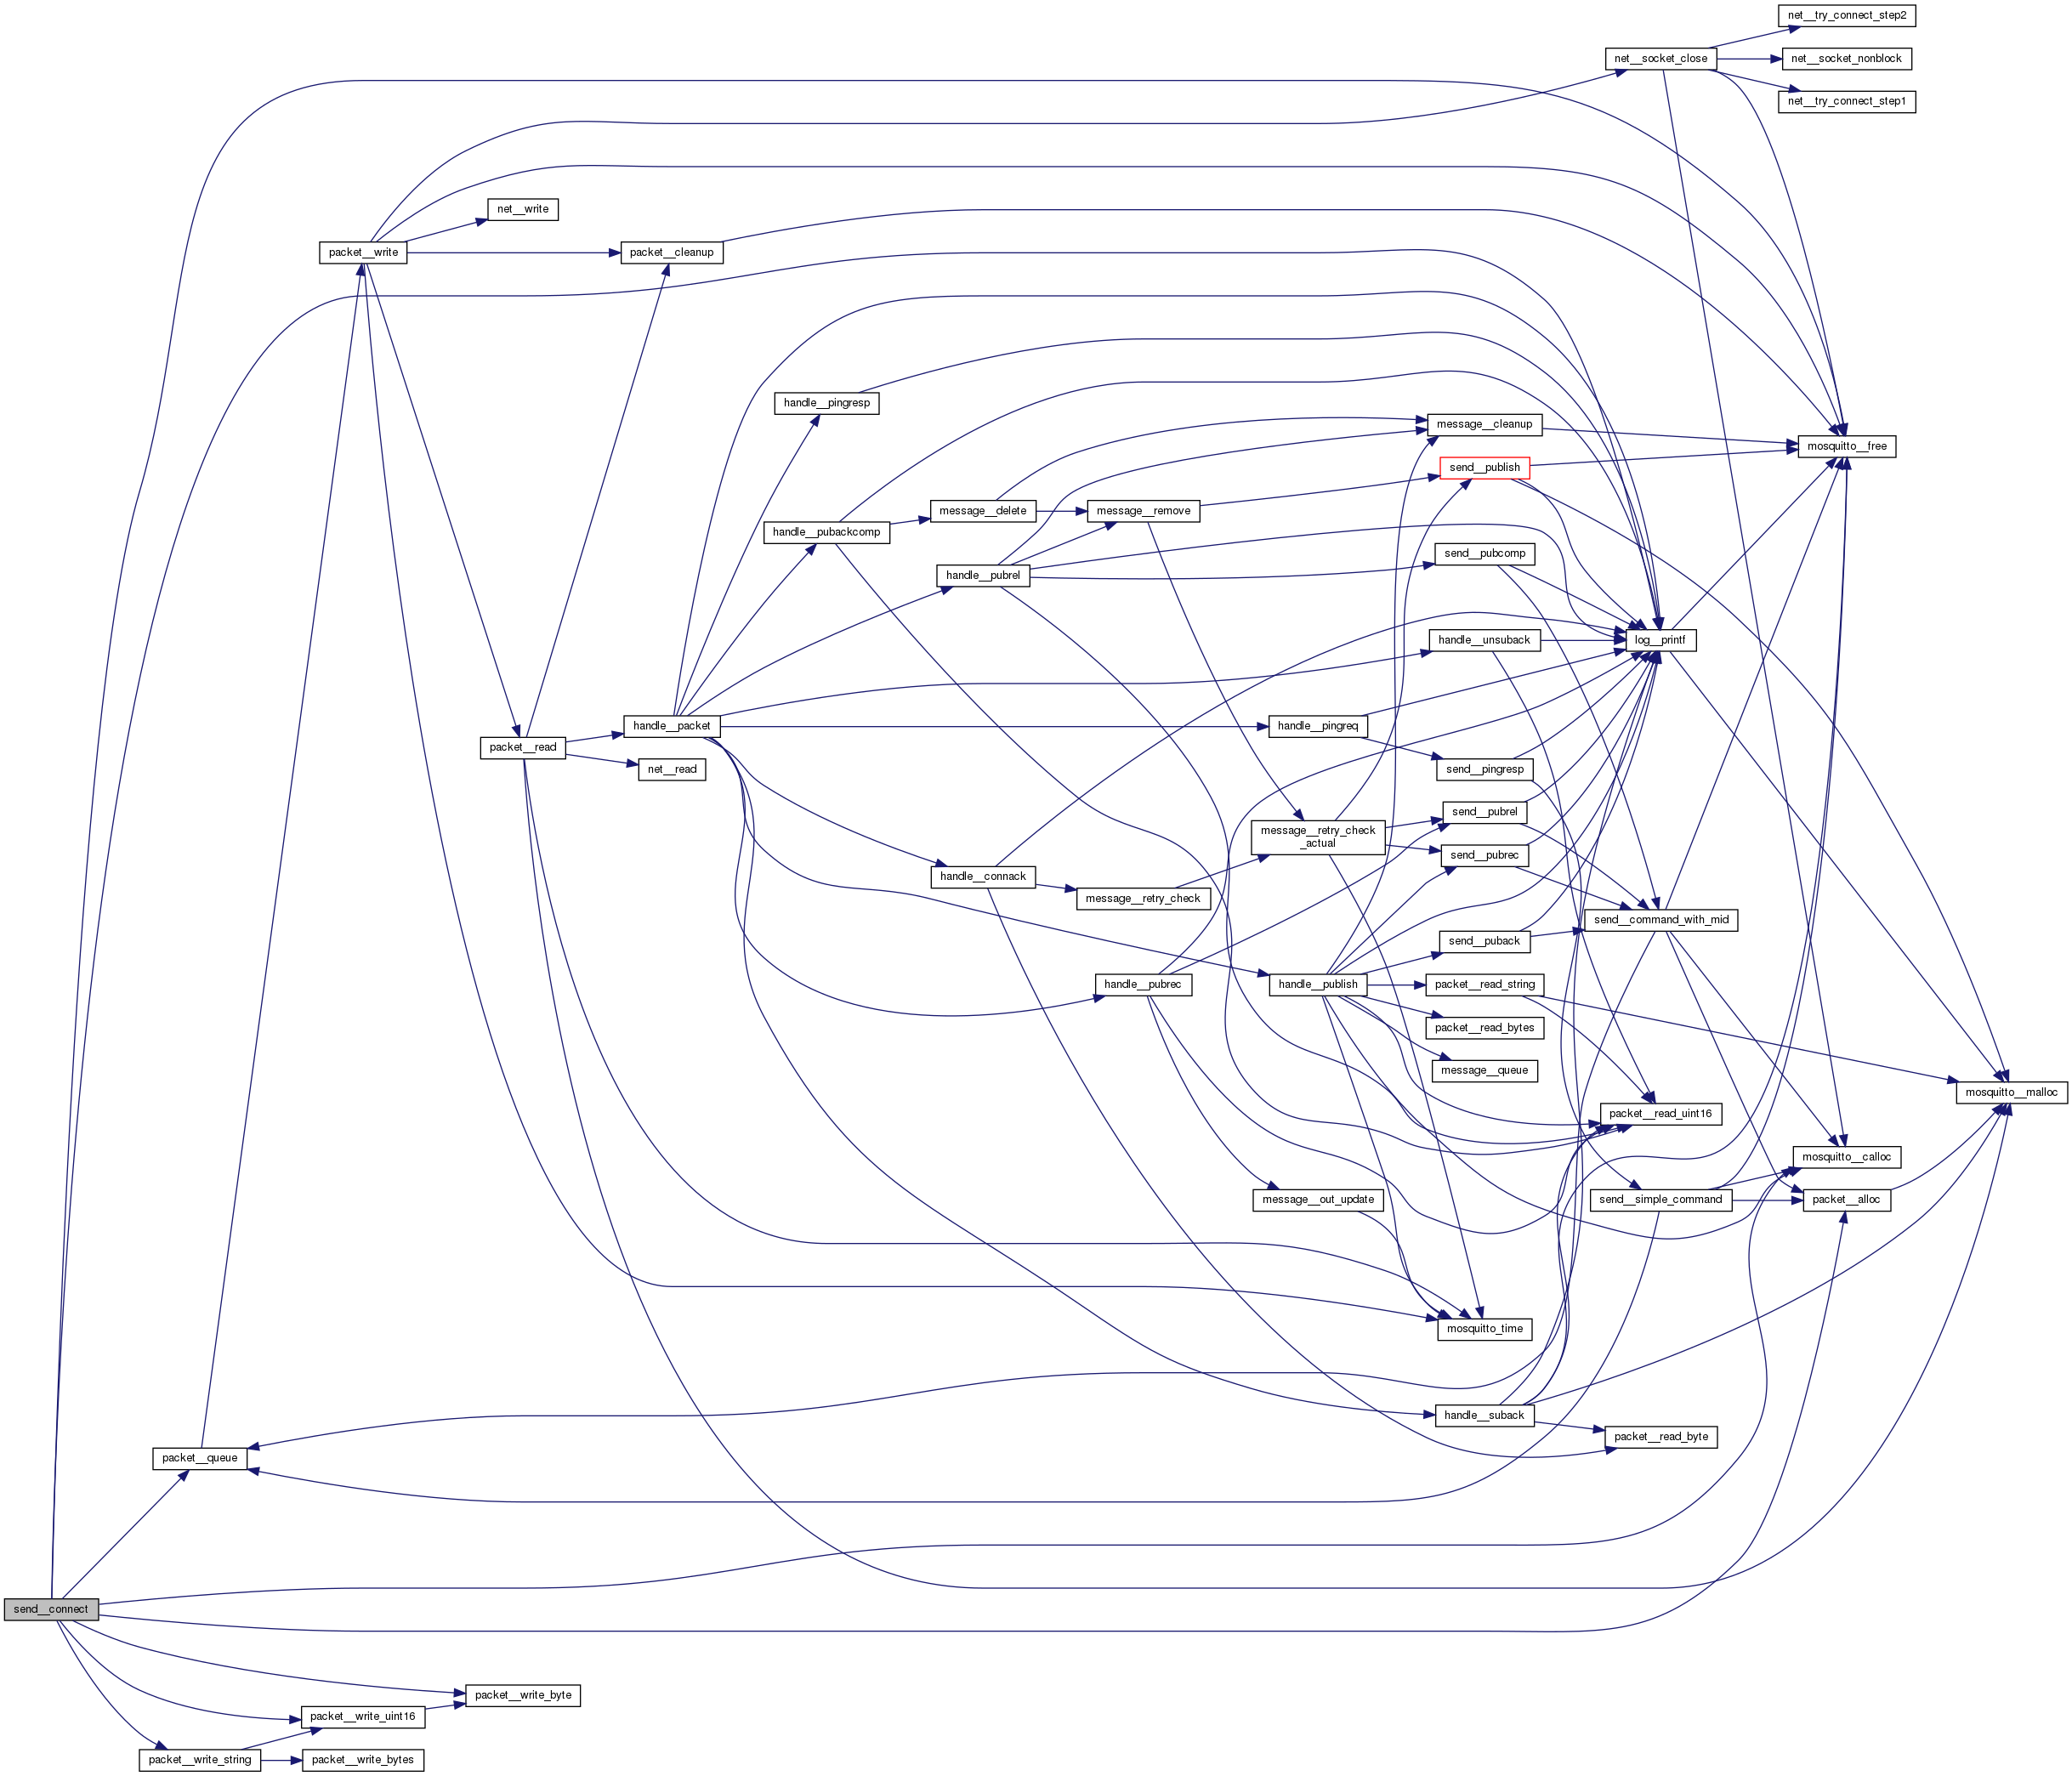 net__try_connect_step2
net__socket_close
net__socket_nonblock
net__try_connect_step1
net__write
packet__write
packet__cleanup
handle__pingresp
message__cleanup
mosquitto__free
send__publish
message__delete
message__remove
handle__pubackcomp
send__pubcomp
handle__pubrel
handle__unsuback
log__printf
handle__packet
handle__pingreq
packet__read
net__read
send__pingresp
send__pubrel
message__retry_check
_actual
send__pubrec
handle__connack
message__retry_check
send__command_with_mid
send__puback
handle__pubrec
handle__publish
packet__read_string
packet__read_bytes
message__queue
mosquitto__malloc
packet__read_uint16
mosquitto__calloc
message__out_update
send__simple_command
packet__alloc
mosquitto_time
handle__suback
packet__read_byte
packet__queue
send__connect
packet__write_byte
packet__write_uint16
packet__write_string
packet__write_bytes